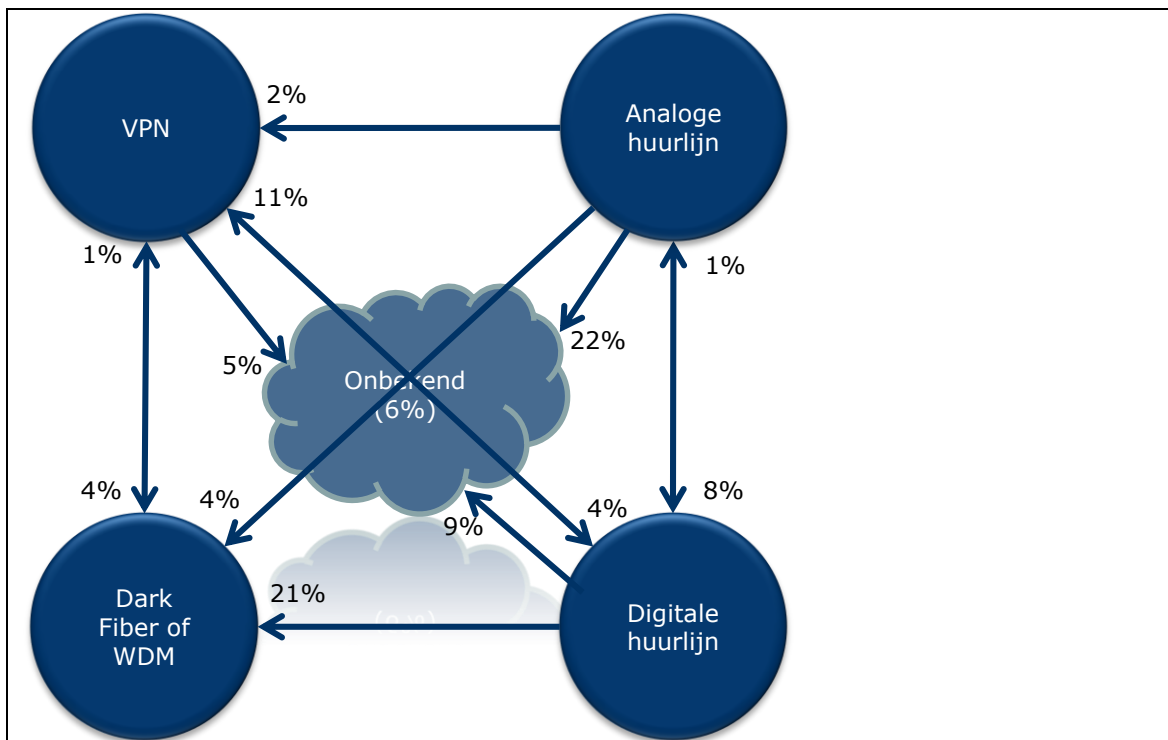 VPN
2%
Analoge
huurlijn
11%
1%
1%
22%
5%
Onbekend
(6%)
4%
4%
9%
4%
8%
21%
Dark
Fiber of
WDM
Digitale
huurlijn